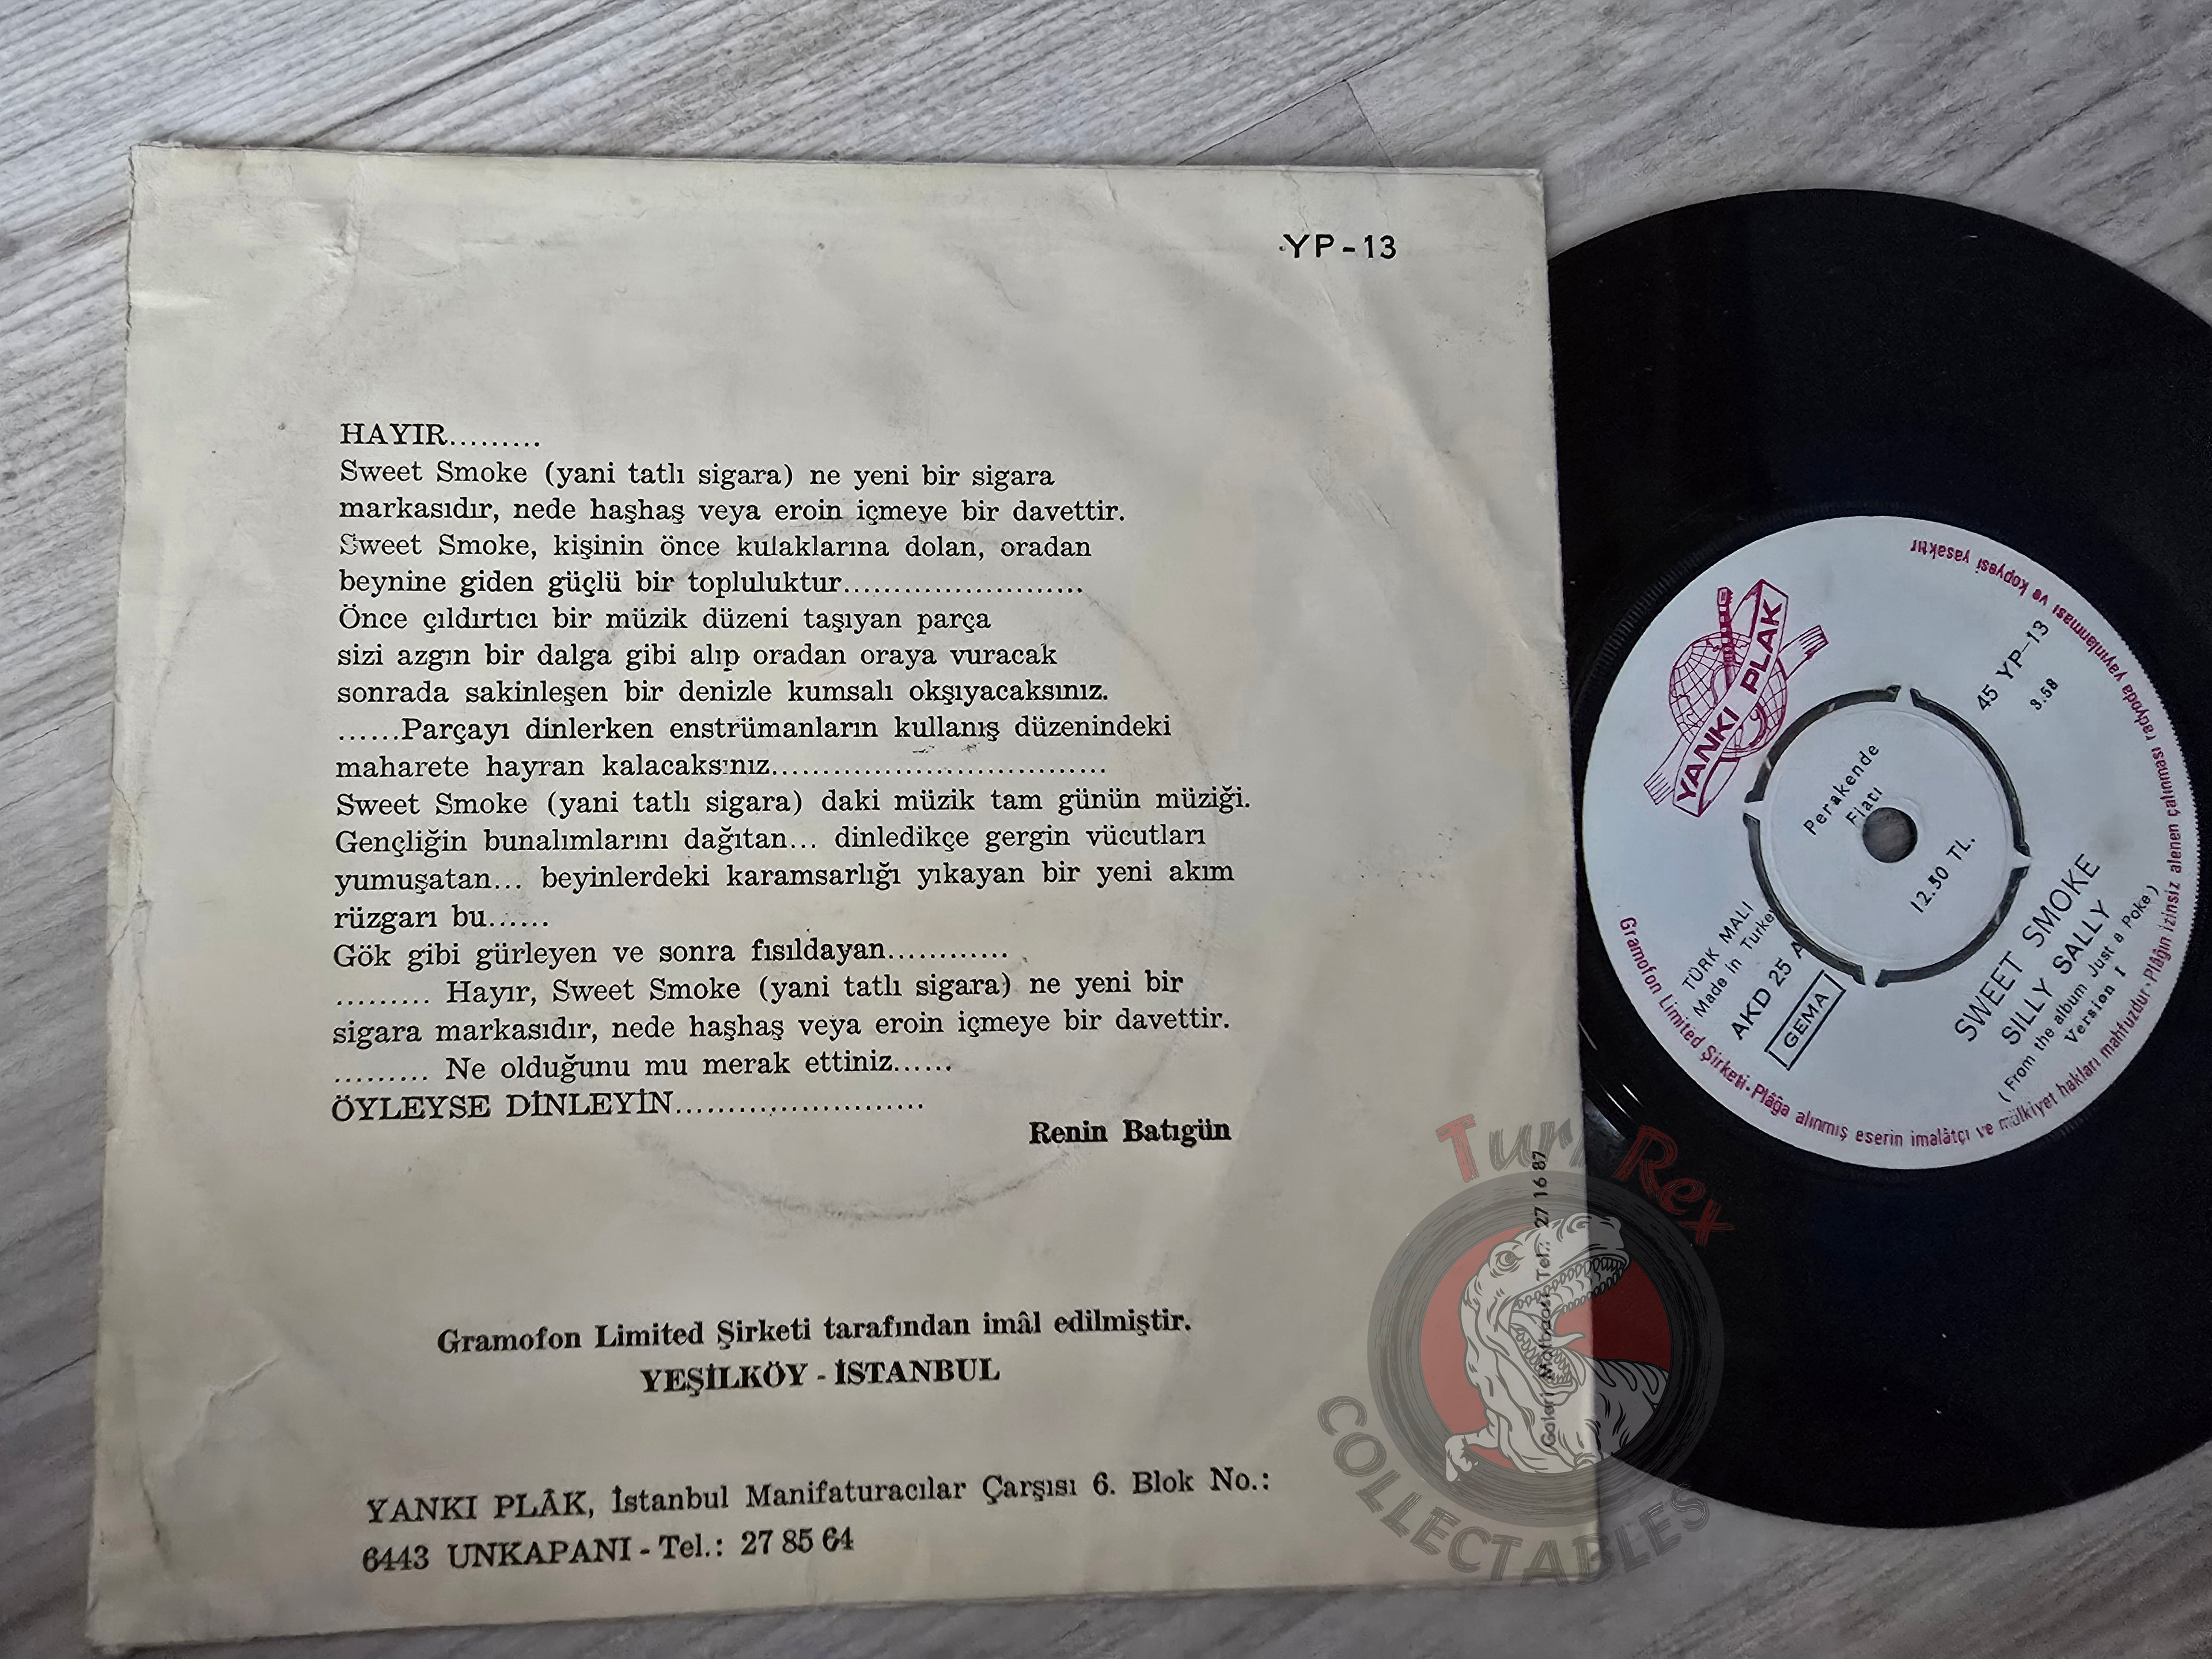 YP-13
HAYIR.........
Sweet Smoke (yani tatlı sigara) ne yeni bir sigara
markasıdır, nede haşhaş veya eroin içmeye bir davettir.
Sweet Smoke, kişinin önce kulaklarına dolan, oradan
beynine giden güçlü bir topluluktur........................
Önce çıldırtıcı bir müzik düzeni taşıyan parça
sizi azgın bir dalga gibi alıp oradan oraya vuracak
sonrada sakinleşen bir denizle kumsalı okşıyacaksınız.
......Parçayı dinlerken enstrümanların kullanış düzenindeki
maharete hayran kalacaksınız.................................
Sweet Smoke (yani tatlı sigara) daki müzik tam günün müziği.
Gençliğin bunalımlarını dağıtan... dinledikçe gergin vücutları
yumuşatan... beyinlerdeki karamsarlığı yıkayan bir yeni akım
rüzgarı bu......
Gök gibi gürleyen ve sonra fısıldayan............
......... Hayır, Sweet Smoke (yani tatlı sigara) ne yeni bir
sigara markasıdır, nede haşhaş veya eroin içmeye bir davettir.
......... Ne olduğunu mu merak ettiniz......
ÖYLEYSE DİNLEYİN.........................
Renin Batıgün
Gramofon Limited Şirketi tarafından imâl edilmiştir.
YEŞİLKÖY - İSTANBUL
YANKI PLÂK, İstanbul Manifaturacılar Çarşısı 6. Blok No.:
6443 UNKAPANI - Tel.: 27 85 64
Galeri Matbaası Tel.: 27 16 87
YANKI PLAK
45 YP-13
3.58
Perakende
Fiatı
12.50 TL.
TÜRK MALI
Made in Turkey
AKD 25 A
GEMA
SWEET SMOKE
SILLY SALLY
(From the album Just a Poke)
Version I
Gramofon Limited Şirketi • Plâğa alınmış eserin imalâtçı ve mülkiyet hakları mahfuzdur • Plâğın izinsiz alenen çalınması radyoda yayınlanması ve kopyesi yasaktır
Turk Rex
COLLECTABLES